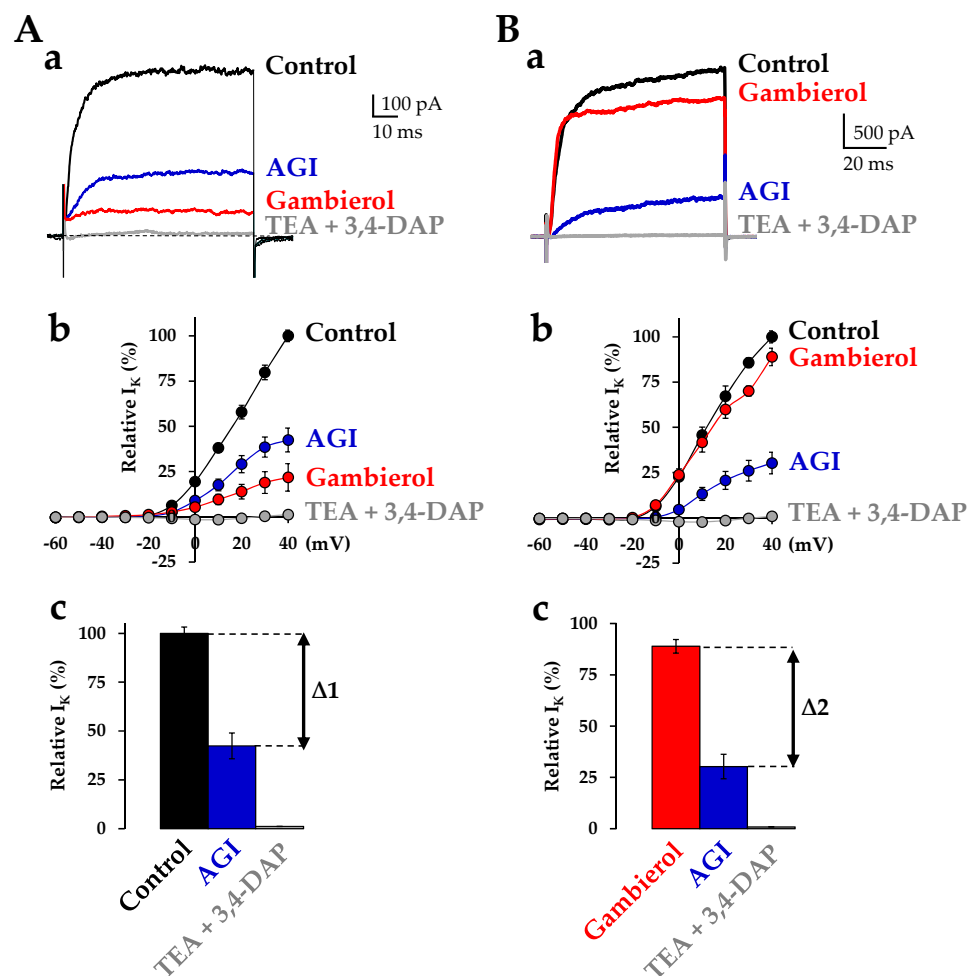 A
a
Control
100 pA
10 ms
AGI
Gambierol
TEA + 3,4-DAP
b
Relative I_K (%)
100
75
50
25
-25
-60
-40
-20
0
20
40
(mV)
Control
AGI
Gambierol
TEA + 3,4-DAP
c
Relative I_K (%)
100
75
50
25
0
Δ1
Control
AGI
TEA + 3,4-DAP
B
a
Control
Gambierol
500 pA
20 ms
AGI
TEA + 3,4-DAP
b
Relative I_K (%)
100
75
50
25
-25
-60
-40
-20
0
20
40
(mV)
Control
Gambierol
AGI
TEA + 3,4-DAP
c
Relative I_K (%)
100
75
50
25
0
Δ2
Gambierol
AGI
TEA + 3,4-DAP